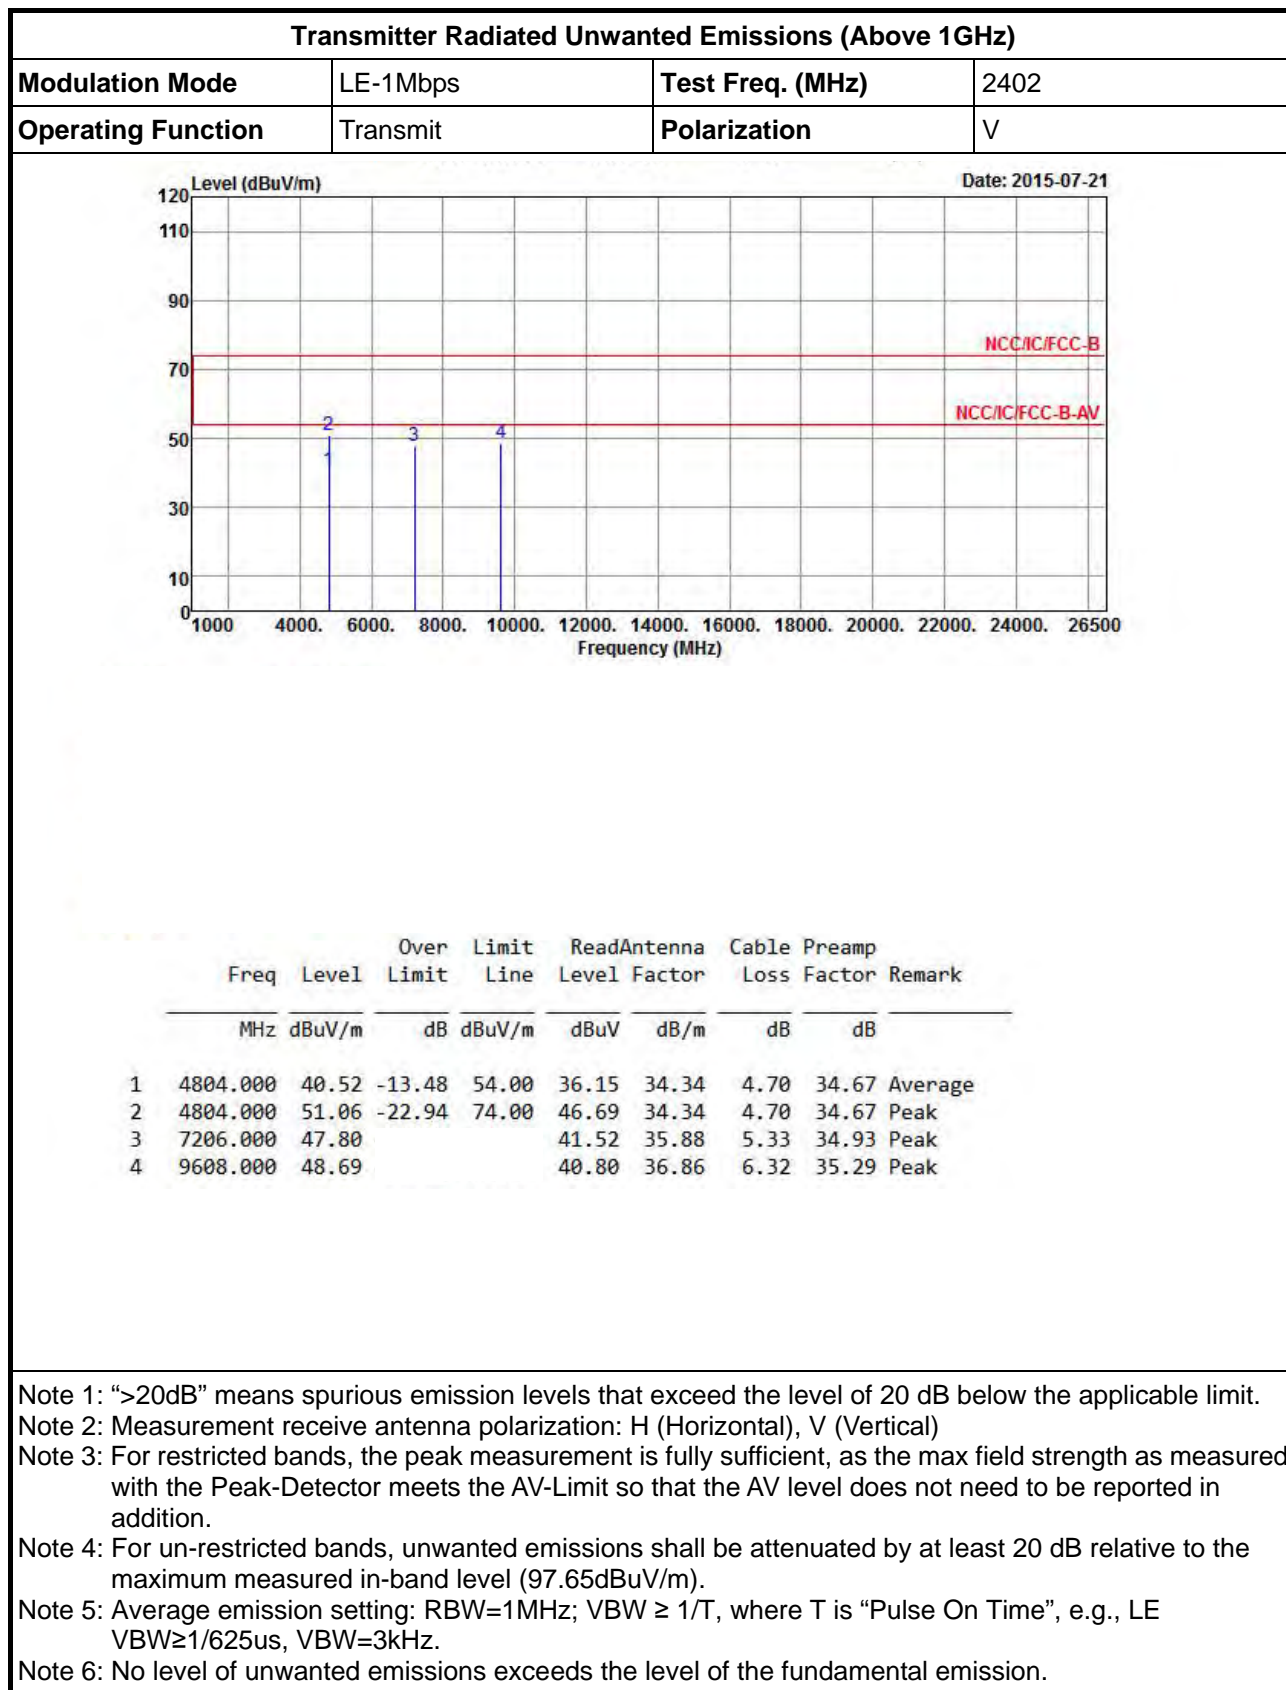 Transmitter Radiated Unwanted Emissions (Above 1GHz)
Modulation Mode LE-1Mbps Test Freq. (MHz) 2402
Operating Function Transmit Polarization V
Level (dBuV/m) Date: 2015-07-21
120
110
90
NCC/IC/FCC-B
70
NCC/IC/FCC-B-AV
2 3 4
50
1
30
10
0
1000 4000. 6000. 8000. 10000. 12000. 14000. 16000. 18000. 20000. 22000. 24000. 26500
Frequency (MHz)
Over Limit ReadAntenna Cable Preamp
Freq Level Limit Line Level Factor Loss Factor Remark
MHz dBuV/m dB dBuV/m dBuV dB/m dB dB
1 4804.000 40.52 -13.48 54.00 36.15 34.34 4.70 34.67 Average
2 4804.000 51.06 -22.94 74.00 46.69 34.34 4.70 34.67 Peak
3 7206.000 47.80 41.52 35.88 5.33 34.93 Peak
4 9608.000 48.69 40.80 36.86 6.32 35.29 Peak
Note 1: “>20dB” means spurious emission levels that exceed the level of 20 dB below the applicable limit.
Note 2: Measurement receive antenna polarization: H (Horizontal), V (Vertical)
Note 3: For restricted bands, the peak measurement is fully sufficient, as the max field strength as measured
with the Peak-Detector meets the AV-Limit so that the AV level does not need to be reported in
addition.
Note 4: For un-restricted bands, unwanted emissions shall be attenuated by at least 20 dB relative to the
maximum measured in-band level (97.65dBuV/m).
Note 5: Average emission setting: RBW=1MHz; VBW ≥ 1/T, where T is “Pulse On Time”, e.g., LE
VBW≥1/625us, VBW=3kHz.
Note 6: No level of unwanted emissions exceeds the level of the fundamental emission.